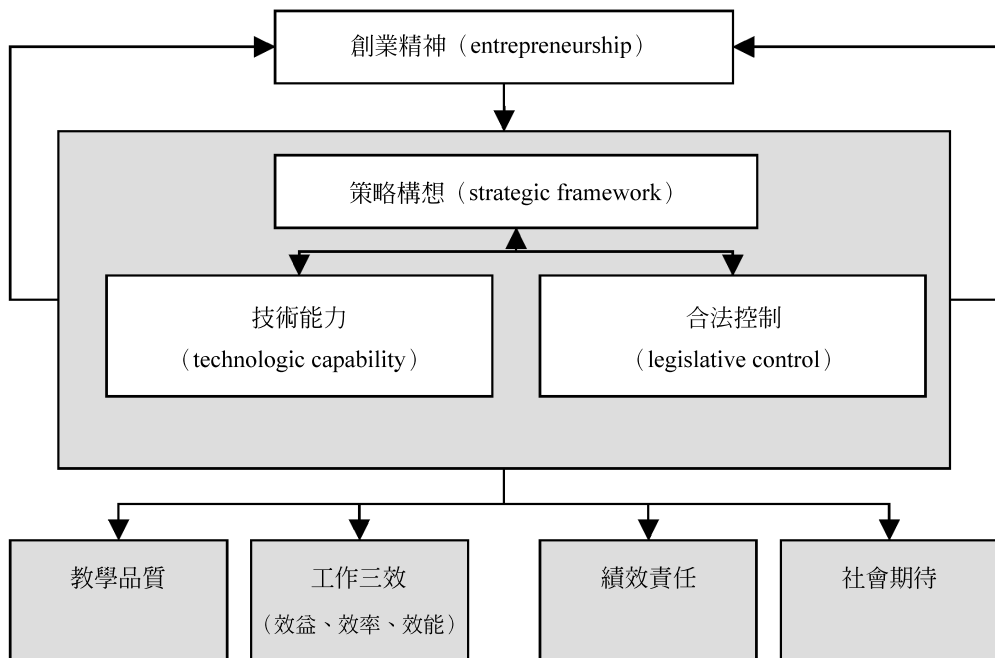 創業精神（entrepreneurship）
策略構想（strategic framework）
技術能力
（technologic capability）
合法控制
（legislative control）
教學品質
工作三效
（效益、效率、效能）
績效責任
社會期待